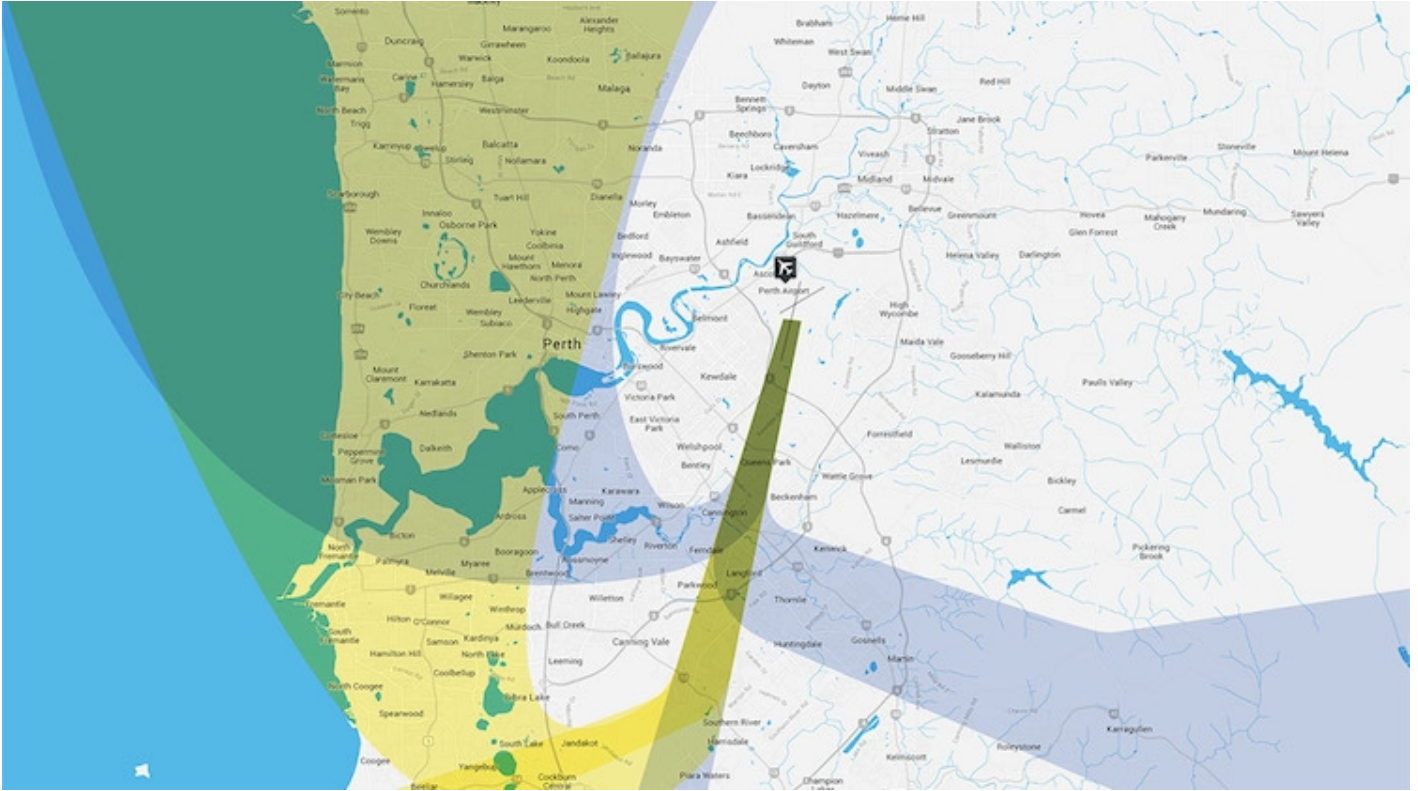 Sorrento
Marangaroo
Alexander
Heights
Duncraig
Girrawheen
Warwick
Koondoola
Ballajura
Marmion
Watermans
Bay
Carine
Hamersley
Balga
Malaga
North Beach
Westminster
Trigg
Karrinyup
Gwelup
Balcatta
Stirling
Nollamara
Noranda
Scarborough
Tuart Hill
Dianella
Morley
Innaloo
Osborne Park
Embleton
Wembley
Downs
Yokine
Coolbinia
Bedford
Mount
Hawthorn
Menora
Inglewood
Bayswater
North Perth
Churchlands
City Beach
Floreat
Leederville
Mount Lawley
Highgate
Wembley
Subiaco
Perth
Shenton Park
Mount
Claremont
Karrakatta
Nedlands
Cottesloe
Peppermint
Grove
Dalkeith
Mosman Park
South Perth
Como
Applecross
Ardross
Bicton
North
Fremantle
Palmyra
Myaree
Melville
Booragoon
Brentwood
Willagee
Fremantle
Winthrop
Hilton
O'Connor
Murdoch
Bull Creek
South
Fremantle
Samson
Kardinya
Hamilton Hill
North Lake
Coolbellup
Leeming
North Coogee
Bibra Lake
Spearwood
South Lake
Jandakot
Coogee
Yangebup
Beeliar
Cockburn
Central
Brabham
Herne Hill
Whiteman
West Swan
Dayton
Red Hill
Bennett
Springs
Middle Swan
Jane Brook
Beechboro
Stratton
Caversham
Viveash
Lockridge
Kiara
Midland
Midvale
Parkerville
Stoneville
Mount Helena
Bassendean
Hazelmere
Bellevue
Greenmount
Hovea
Glen Forrest
Mahogany
Creek
Mundaring
Sawyers
Valley
Ashfield
South
Guildford
Helena Valley
Darlington
Perth Airport
High
Wycombe
Belmont
Rivervale
Maida Vale
Gooseberry Hill
Burswood
Kewdale
Kalamunda
Paulls Valley
Victoria Park
East Victoria
Park
Welshpool
Forrestfield
Walliston
Bentley
Queens Park
Wattle Grove
Lesmurdie
Bickley
Karawara
Manning
Wilson
Beckenham
Carmel
Salter Point
Cannington
Shelley
Riverton
Ferndale
Kenwick
Pickering
Brook
Rossmoyne
Parkwood
Langford
Willetton
Thornlie
Canning Vale
Huntingdale
Gosnells
Martin
Southern River
Harrisdale
Karragullen
Roleystone
Kelmscott
Piara Waters
Champion
Lakes